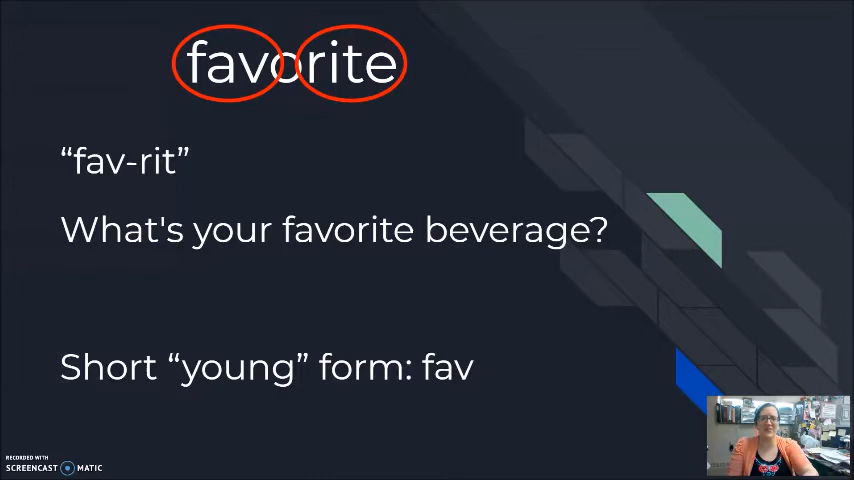 favorite
“fav-rit”
What's your favorite beverage?
Short “young” form: fav
RECORDED WITH
SCREENCAST MATIC